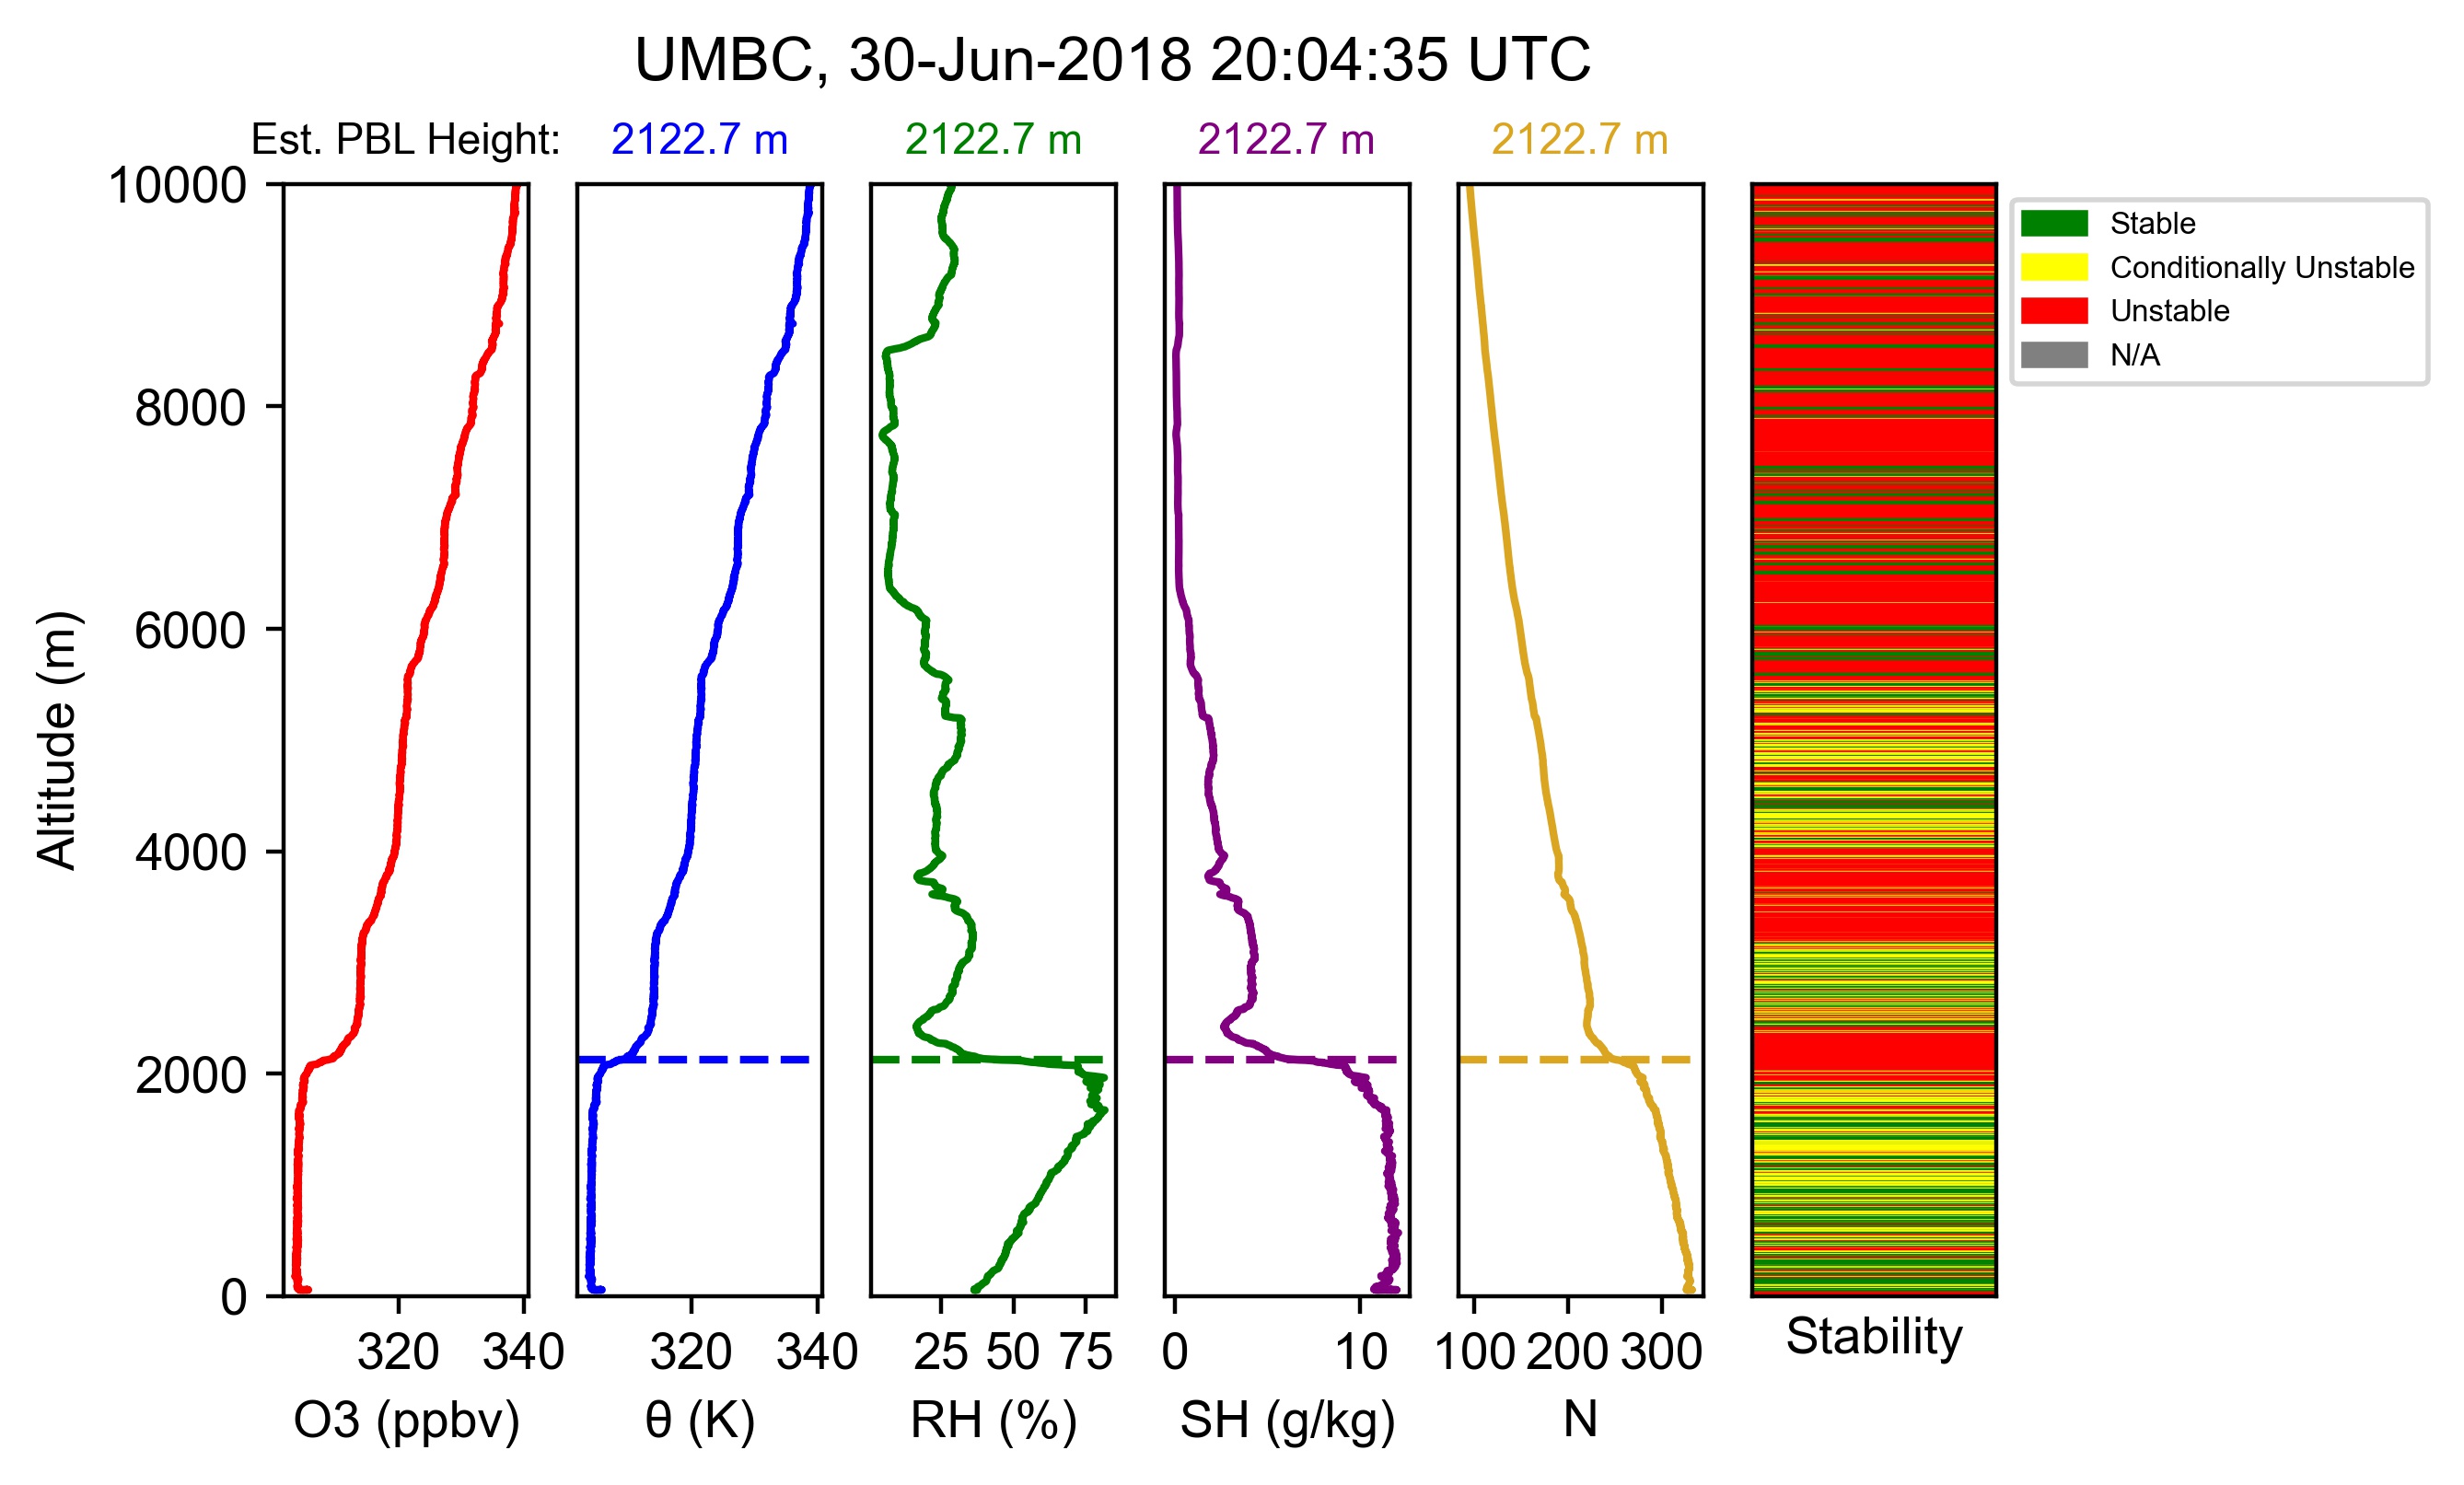 UMBC, 30-Jun-2018 20:04:35 UTC
Est. PBL Height: 2122.7 m 2122.7 m 2122.7 m 2122.7 m
10000
8000
6000
4000
2000
0
Altitude (m)
320 340 320 340 25 50 75 0 10 100 200 300 Stability
O3 (ppbv) θ (K) RH (%) SH (g/kg) N
Stable
Conditionally Unstable
Unstable
N/A